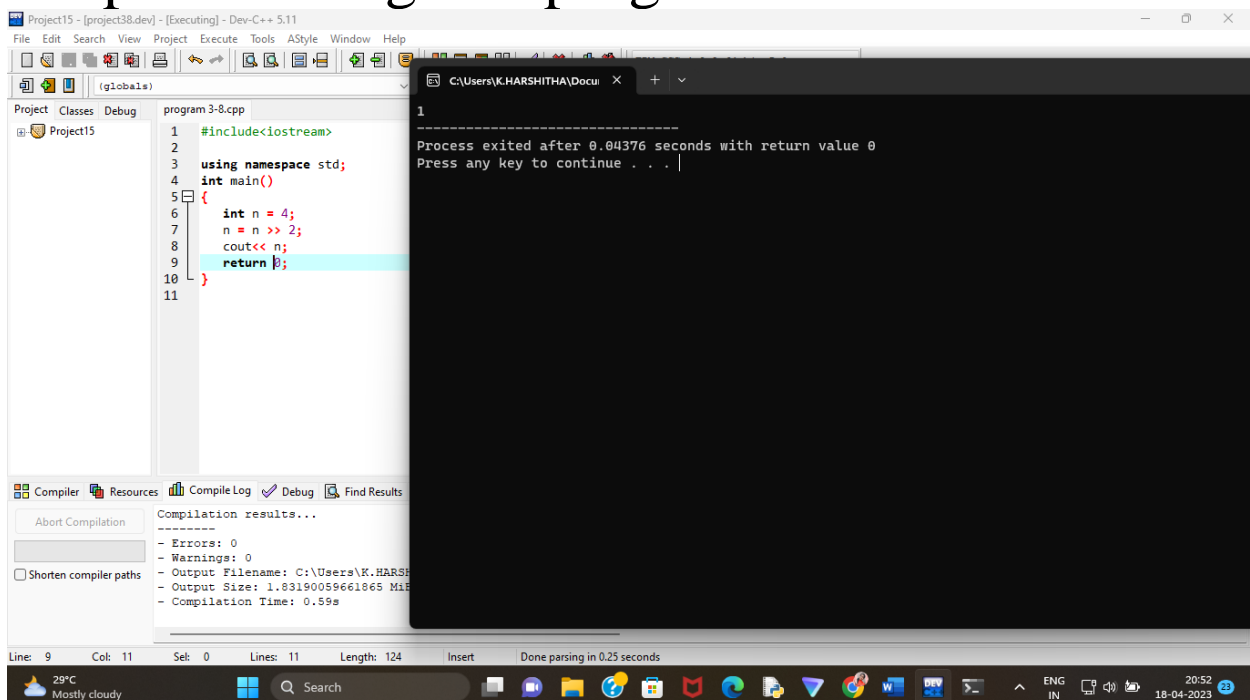 Project15 - [project38.dev] - [Executing] - Dev-C++ 5.11
File Edit Search View Project Execute Tools AStyle Window Help
(globals)
Project Classes Debug
Project15
program 3-8.cpp
1 #include<iostream>
2
3 using namespace std;
4 int main()
5 {
6 int n = 4;
7 n = n >> 2;
8 cout<< n;
9 return 0;
10 }
11
C:\Users\K.HARSHITHA\Docu
1
--------------------------------
Process exited after 0.04376 seconds with return value 0
Press any key to continue . . .
Compiler Resources Compile Log Debug Find Results
Abort Compilation
Shorten compiler paths
Compilation results...
--------
- Errors: 0
- Warnings: 0
- Output Filename: C:\Users\K.HARSH
- Output Size: 1.83190059661865 MiB
- Compilation Time: 0.59s
Line: 9 Col: 11 Sel: 0 Lines: 11 Length: 124 Insert Done parsing in 0.25 seconds
29°C
Mostly cloudy
Search
DEV
ENG
IN
20:52
18-04-2023
23